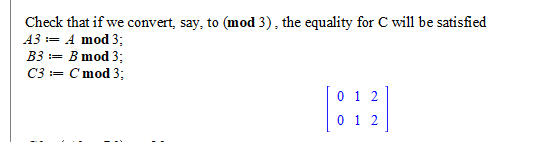 Check that if we convert, say, to (mod 3), the equality for C will be satisfied
A3 := A mod 3;
B3 := B mod 3;
C3 := C mod 3;
0 1 2
0 1 2